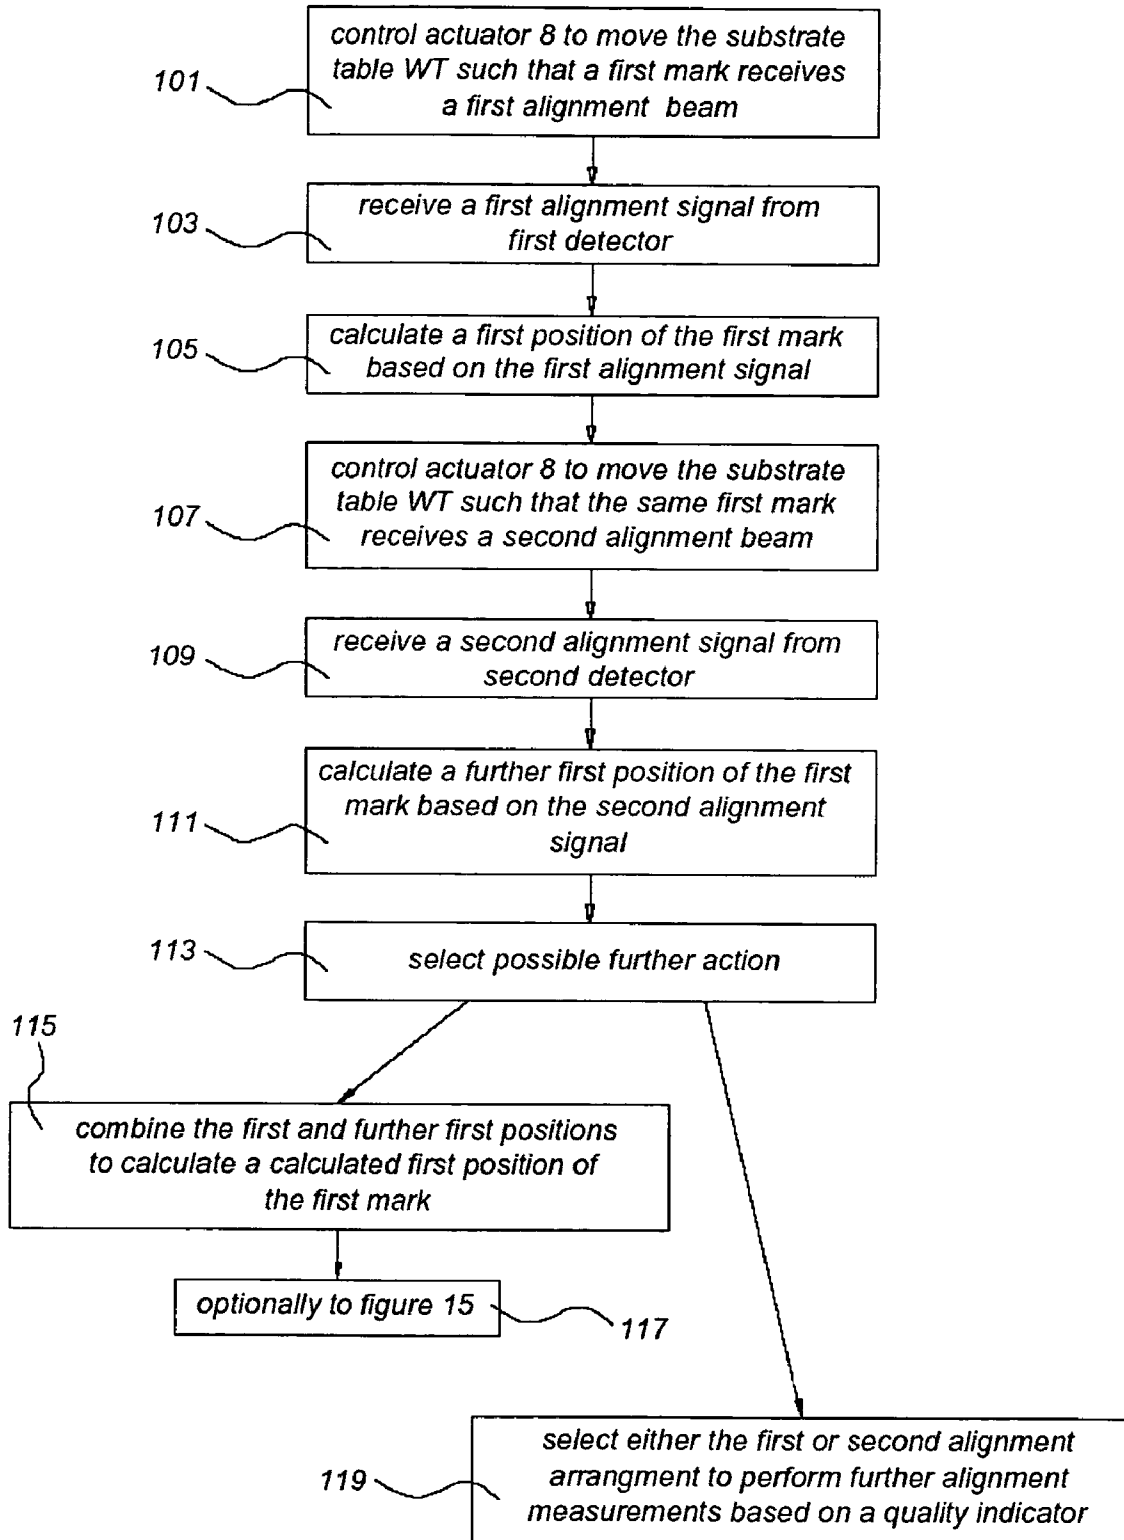 control actuator 8 to move the substrate
table WT such that a first mark receives
a first alignment beam
101
receive a first alignment signal from
first detector
103
calculate a first position of the first mark
based on the first alignment signal
105
control actuator 8 to move the substrate
table WT such that the same first mark
receives a second alignment beam
107
receive a second alignment signal from
second detector
109
calculate a further first position of the first
mark based on the second alignment
signal
111
select possible further action
113
115
combine the first and further first positions
to calculate a calculated first position of
the first mark
optionally to figure 15
117
select either the first or second alignment
arrangment to perform further alignment
measurements based on a quality indicator
119